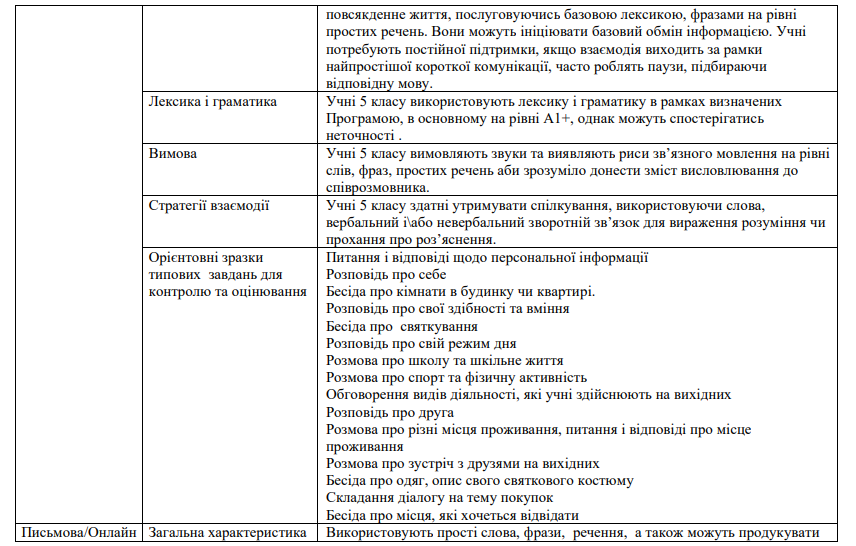 повсякденне життя, послуговуючись базовою лексикою, фразами на рівні
простих речень. Вони можуть ініціювати базовий обмін інформацією. Учні
потребують постійної підтримки, якщо взаємодія виходить за рамки
найпростішої короткої комунікації, часто роблять паузи, підбираючи
відповідну мову.
Лексика і граматика
Учні 5 класу використовують лексику і граматику в рамках визначених
Програмою, в основному на рівні А1+, однак можуть спостерігатись
неточності .
Вимова
Учні 5 класу вимовляють звуки та виявляють риси зв’язного мовлення на рівні
слів, фраз, простих речень аби зрозуміло донести зміст висловлювання до
співрозмовника.
Стратегії взаємодії
Учні 5 класу здатні утримувати спілкування, використовуючи слова,
вербальний і\або невербальний зворотній зв’язок для вираження розуміння чи
прохання про роз’яснення.
Орієнтовні зразки
типових завдань для
контролю та оцінювання
Питання і відповіді щодо персональної інформації
Розповідь про себе
Бесіда про кімнати в будинку чи квартирі.
Розповідь про свої здібності та вміння
Бесіда про святкування
Розповідь про свій режим дня
Розмова про школу та шкільне життя
Розмова про спорт та фізичну активність
Обговорення видів діяльності, які учні здійснюють на вихідних
Розповідь про друга
Розмова про різні місця проживання, питання і відповіді про місце
проживання
Розмова про зустріч з друзями на вихідних
Бесіда про одяг, опис свого святкового костюму
Складання діалогу на тему покупок
Бесіда про місця, які хочеться відвідати
Письмова/Онлайн
Загальна характеристика
Використовують прості слова, фрази, речення, а також можуть продукувати